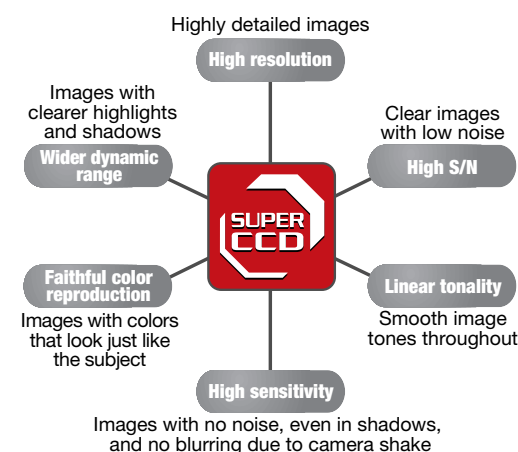 Highly detailed images
High resolution
Images with
clearer highlights
and shadows
Wider dynamic
range
Clear images
with low noise
High S/N
SUPER
CCD
Faithful color
reproduction
Images with colors
that look just like
the subject
Linear tonality
Smooth image
tones throughout
High sensitivity
Images with no noise, even in shadows,
and no blurring due to camera shake